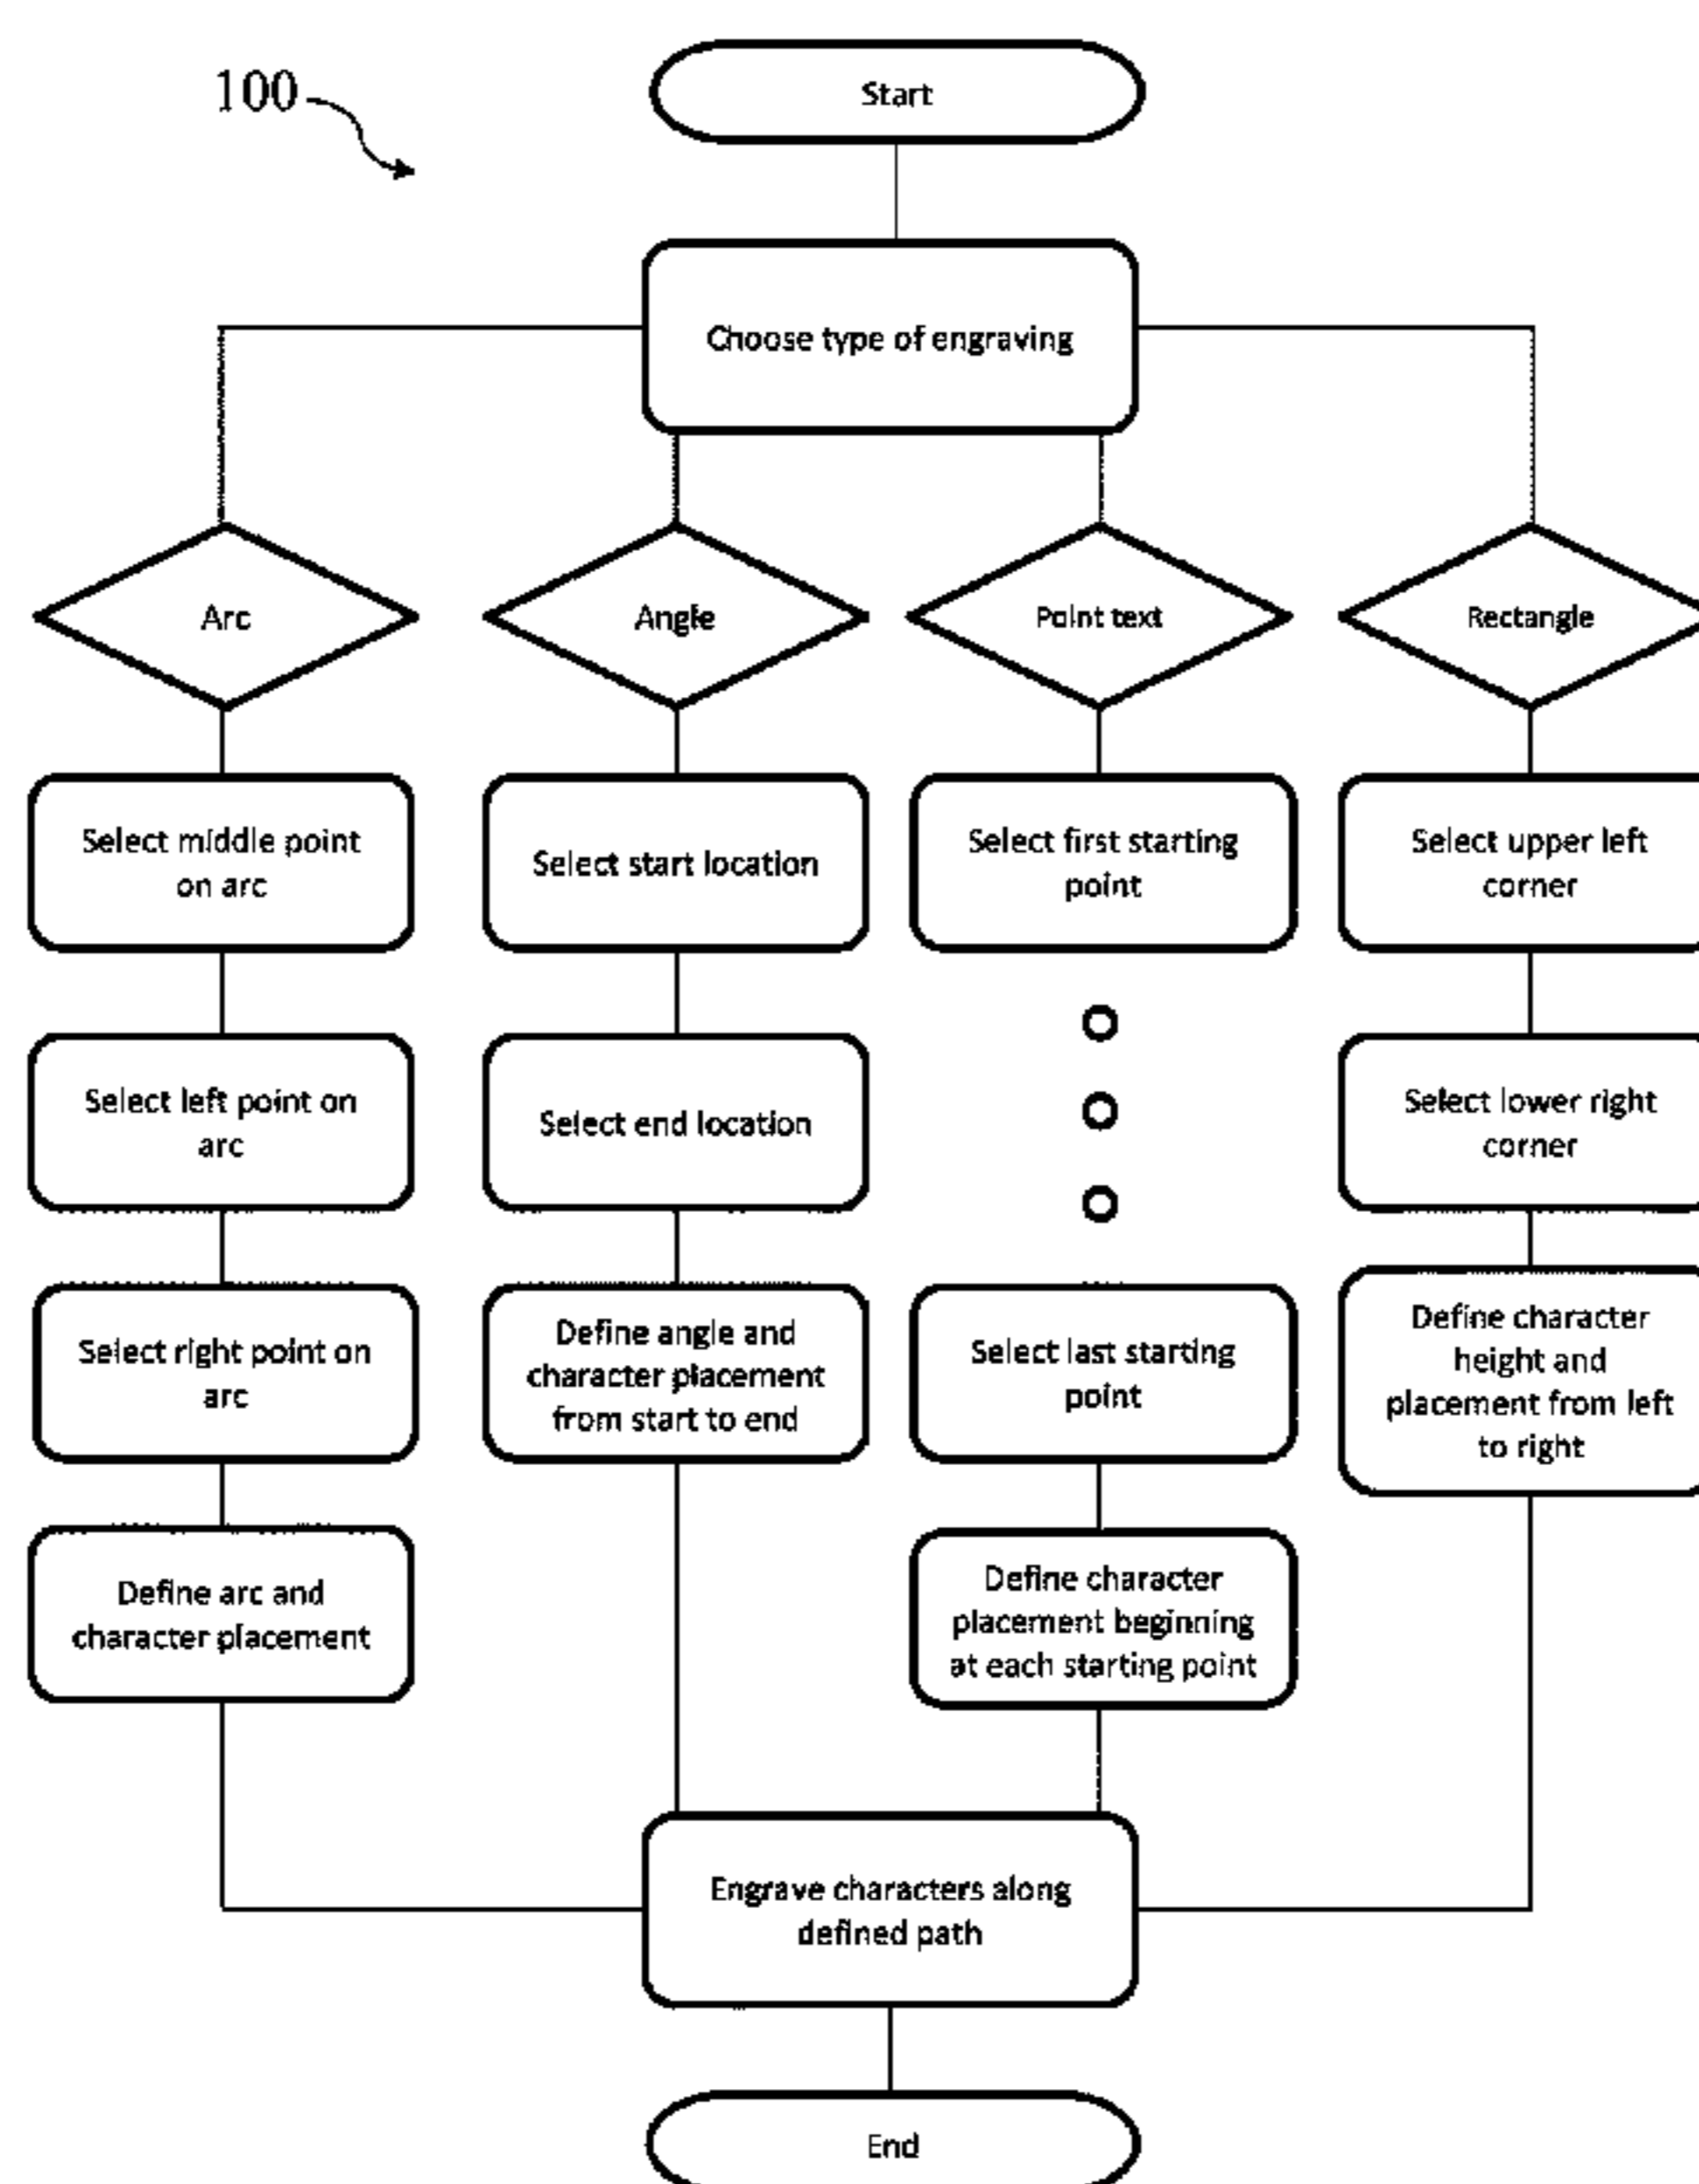 100
Start
Choose type of engraving
Arc
Angle
Point text
Rectangle
Select middle point
on arc
Select start location
Select first starting
point
Select upper left
corner
Select left point on
arc
Select end location
Select lower right
corner
Select right point on
arc
Define angle and
character placement
from start to end
Select last starting
point
Define character
height and
placement from left
to right
Define arc and
character placement
Define character
placement beginning
at each starting point
Engrave characters along
defined path
End